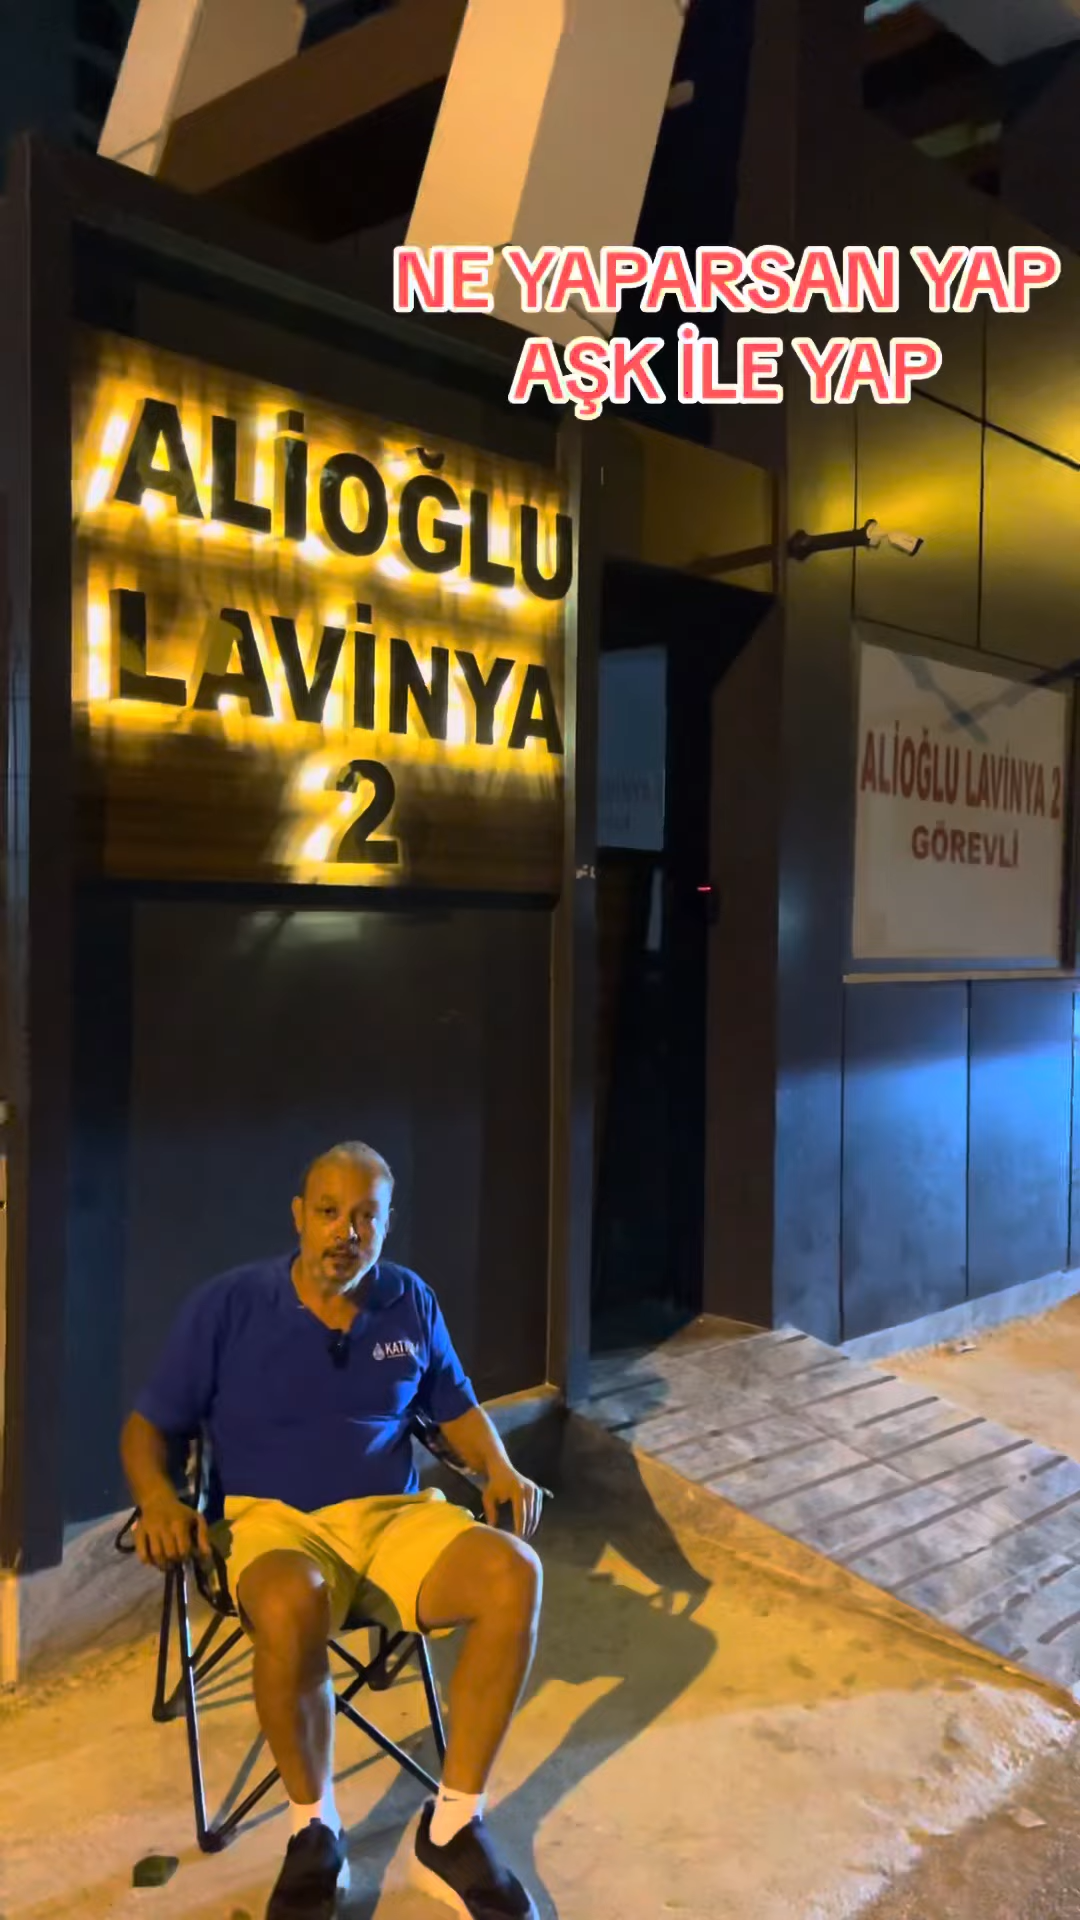 NE YAPARSAN YAP
AŞK İLE YAP
ALİOĞLU
LAVİNYA
2
ALİOĞLU LAVİNYA 2
GÖREVLİ